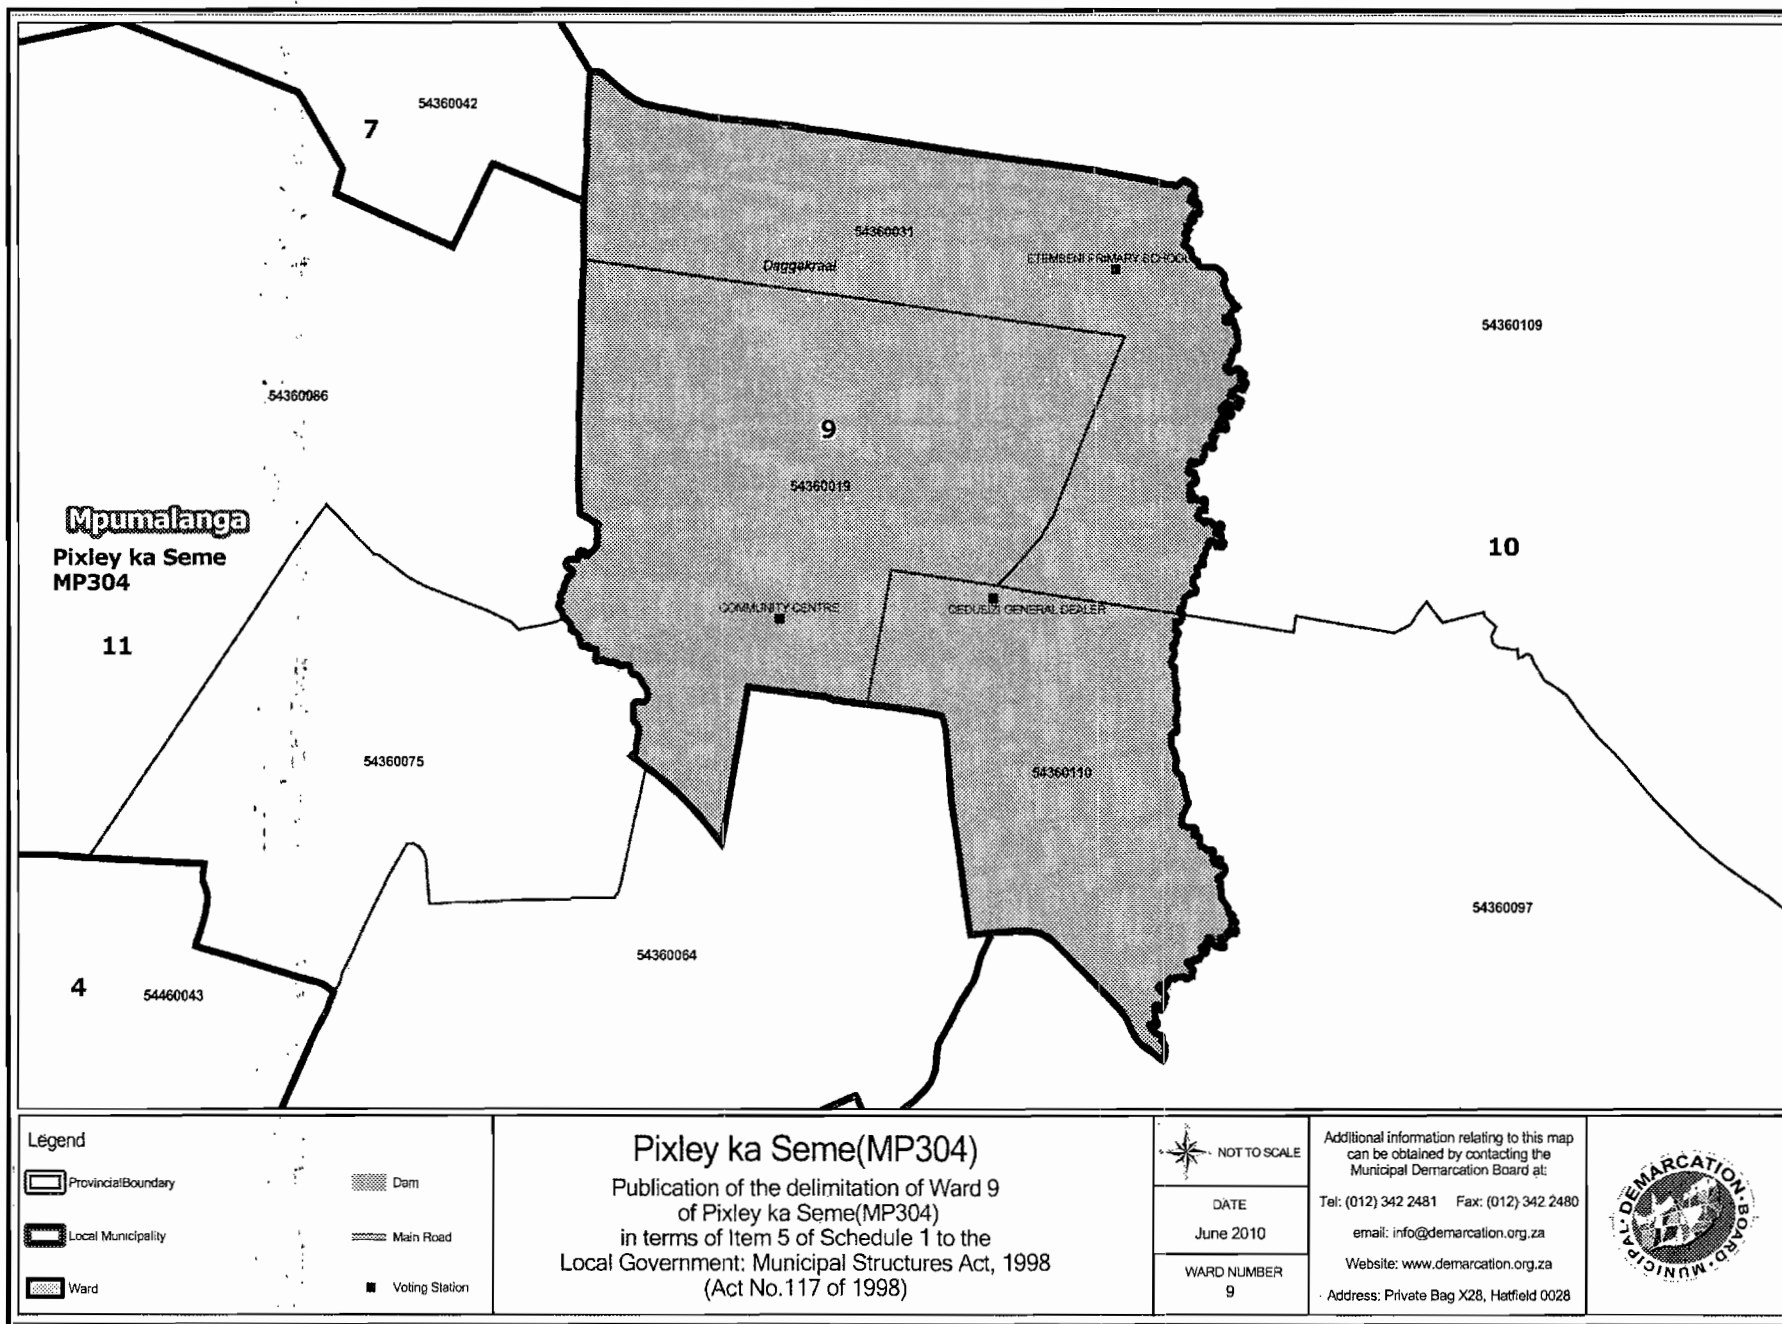 54360042
7
54360031
Daggakraal
ETEMBENI PRIMARY SCHOOL
54360109
54360086
9
54360019
Mpumalanga
Pixley ka Seme
MP304
10
COMMUNITY CENTRE
CEDUSIZI GENERAL DEALER
11
54360075
54360110
54360097
54360064
4
54460043
Legend
ProvincialBoundary
Dam
Local Municipality
Main Road
Ward
Voting Station
Pixley ka Seme(MP304)
Publication of the delimitation of Ward 9
of Pixley ka Seme(MP304)
in terms of Item 5 of Schedule 1 to the
Local Government: Municipal Structures Act, 1998
(Act No.117 of 1998)
NOT TO SCALE
DATE
June 2010
WARD NUMBER
9
Additional information relating to this map
can be obtained by contacting the
Municipal Demarcation Board at:
Tel: (012) 342 2481 Fax: (012) 342 2480
email: info@demarcation.org.za
Website: www.demarcation.org.za
Address: Private Bag X28, Hatfield 0028
MUNICIPAL • DEMARCATION • BOARD •